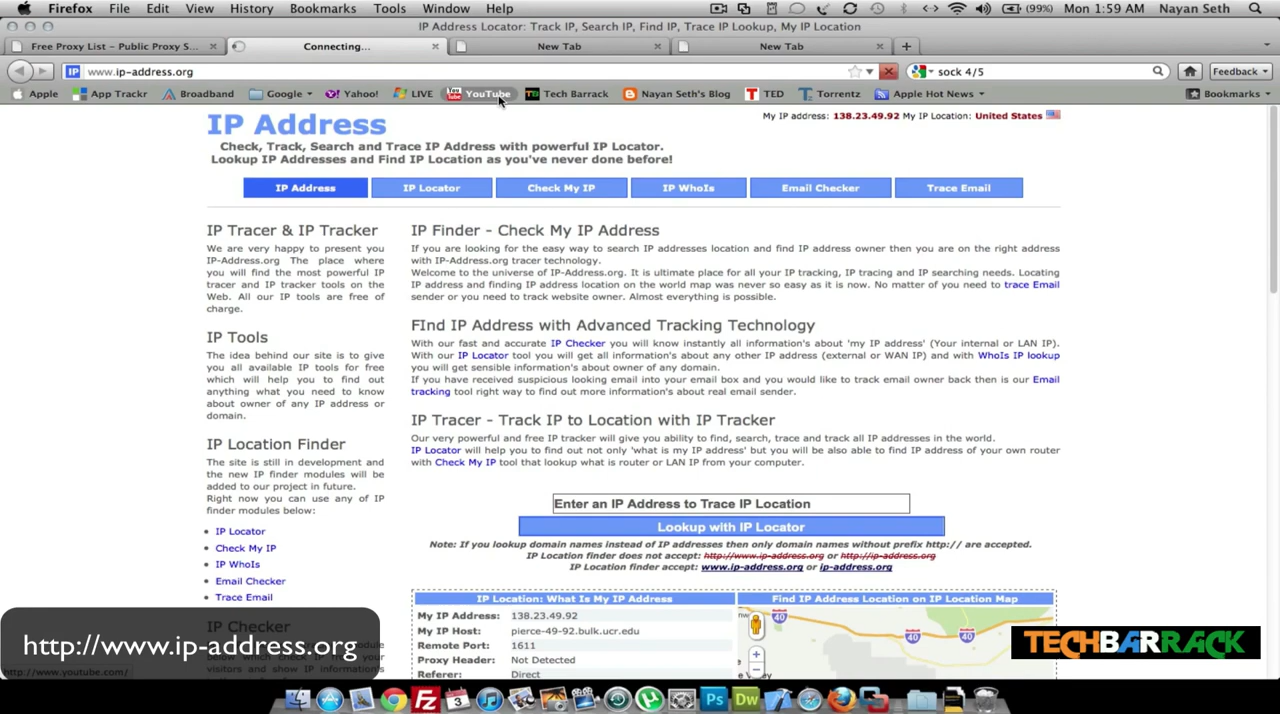 Firefox File Edit View History Bookmarks Tools Window Help (99%) Mon 1:59 AM Nayan Seth
IP Address Locator: Track IP, Search IP, Find IP, Trace IP Lookup, My IP Location
Free Proxy List - Public Proxy S... Connecting... New Tab New Tab
IP www.ip-address.org sock 4/5 Feedback
Apple App Trackr Broadband Google Yahoo! LIVE YouTube Tech Barrack Nayan Seth's Blog TED Torrentz Apple Hot News Bookmarks
IP Address
My IP address: 138.23.49.92 My IP Location: United States
Check, Track, Search and Trace IP Address with powerful IP Locator.
Lookup IP Addresses and Find IP Location as you've never done before!
IP Address IP Locator Check My IP IP WhoIs Email Checker Trace Email
IP Tracer & IP Tracker
We are very happy to present you
IP-Address.org The place where
you will find the most powerful IP
tracer and IP tracker tools on the
Web. All our IP tools are free of
charge.
IP Tools
The idea behind our site is to give
you all available IP tools for free
which will help you to find out
anything what you need to know
about owner of any IP address or
domain.
IP Location Finder
The site is still in development and
the new IP finder modules will be
added to our project in future.
Right now you can use any of IP
finder modules below:
IP Locator
Check My IP
IP WhoIs
Email Checker
Trace Email
IP Checker
IP Finder - Check My IP Address
If you are looking for the easy way to search IP addresses location and find IP address owner then you are on the right address
with IP-Address.org tracer technology.
Welcome to the universe of IP-Address.org. It is ultimate place for all your IP tracking, IP tracing and IP searching needs. Locating
IP address and finding IP address location on the world map was never so easy as it is now. No matter of you need to trace Email
sender or you need to track website owner. Almost everything is possible.
FInd IP Address with Advanced Tracking Technology
With our fast and accurate IP Checker you will know instantly all information's about 'my IP address' (Your internal or LAN IP).
With our IP Locator tool you will get all information's about any other IP address (external or WAN IP) and with WhoIs IP lookup
you will get sensible information's about owner of any domain.
If you have received suspicious looking email into your email box and you would like to track email owner back then is our Email
tracking tool right way to find out more information's about real email sender.
IP Tracer - Track IP to Location with IP Tracker
Our very powerful and free IP tracker will give you ability to find, search, trace and track all IP addresses in the world.
IP Locator will help you to find out not only 'what is my IP address' but you will be also able to find IP address of your own router
with Check My IP tool that lookup what is router or LAN IP from your computer.
Enter an IP Address to Trace IP Location
Lookup with IP Locator
Note: If you lookup domain names instead of IP addresses then only domain names without prefix http:// are accepted.
IP Location finder does not accept: http://www.ip-address.org or http://ip-address.org
IP Location finder accept: www.ip-address.org or ip-address.org
IP Location: What Is My IP Address Find IP Address Location on IP Location Map
My IP Address: 138.23.49.92
My IP Host: pierce-49-92.bulk.ucr.edu
Remote Port: 1611
Proxy Header: Not Detected
Referer: Direct
40 40 40
http://www.ip-address.org
http://www.youtube.com/
TECHBARRACK
Fz 3 Ps Dw